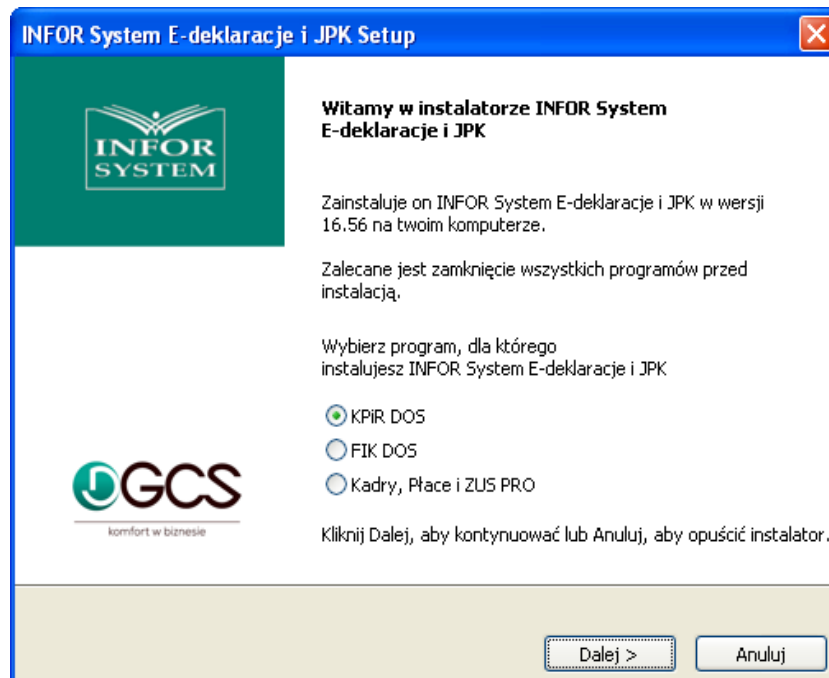 INFOR System E-deklaracje i JPK Setup
INFOR
SYSTEM
Witamy w instalatorze INFOR System
E-deklaracje i JPK
Zainstaluje on INFOR System E-deklaracje i JPK w wersji
16.56 na twoim komputerze.
Zalecane jest zamknięcie wszystkich programów przed
instalacją.
Wybierz program, dla którego
instalujesz INFOR System E-deklaracje i JPK
KPiR DOS
FIK DOS
Kadry, Płace i ZUS PRO
GCS
komfort w biznesie
Kliknij Dalej, aby kontynuować lub Anuluj, aby opuścić instalator.
Dalej >
Anuluj